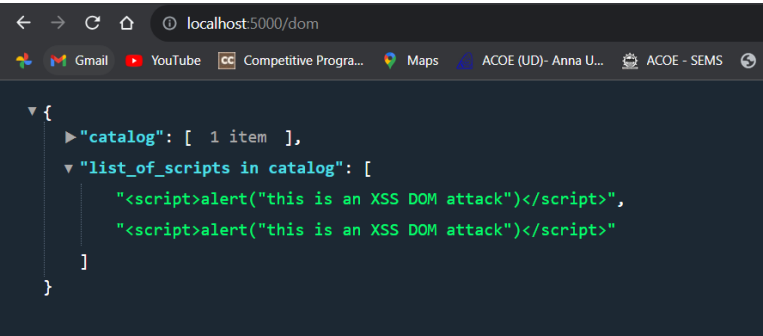 localhost:5000/dom
Gmail YouTube CC Competitive Progra... Maps ACOE (UD)- Anna U... ACOE - SEMS
{
"catalog": [ 1 item ],
"list_of_scripts in catalog": [
"<script>alert("this is an XSS DOM attack")</script>",
"<script>alert("this is an XSS DOM attack")</script>"
]
}